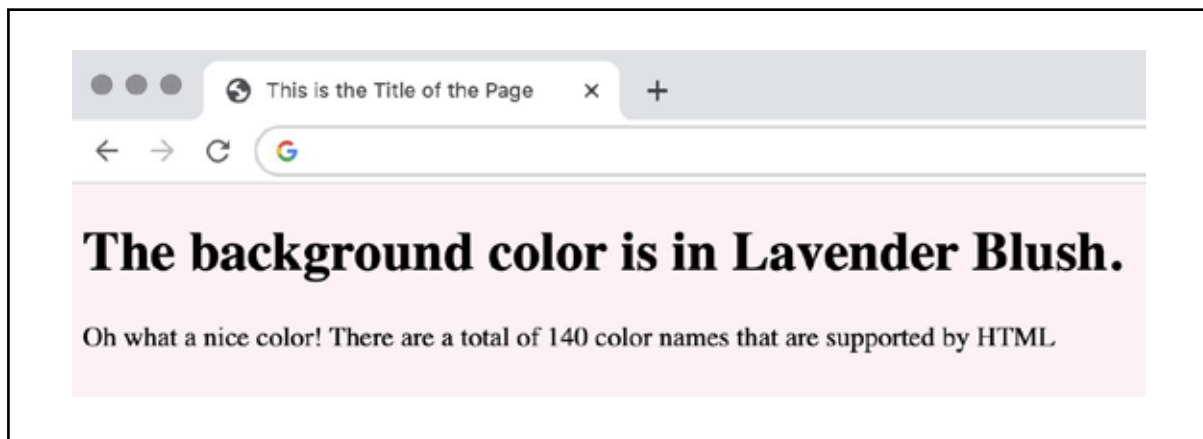 This is the Title of the Page
The background color is in Lavender Blush.
Oh what a nice color! There are a total of 140 color names that are supported by HTML